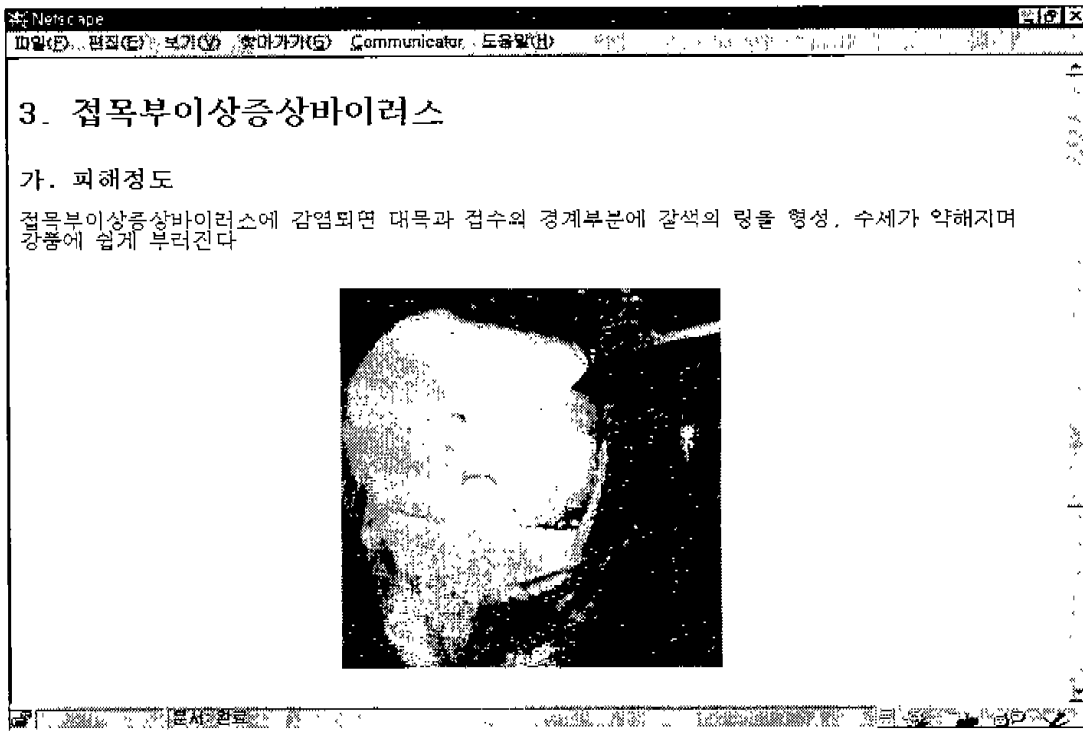 Netscape
파일(F) 편집(E) 보기(V) 찾아가기(G) Communicator 도움말(H)
3. 접목부이상증상바이러스
가. 피해정도
접목부이상증상바이러스에 감염되면 대목과 접수의 경계부분에 갈색의 링을 형성, 수세가 약해지며
강풍에 쉽게 부러진다
문서: 완료